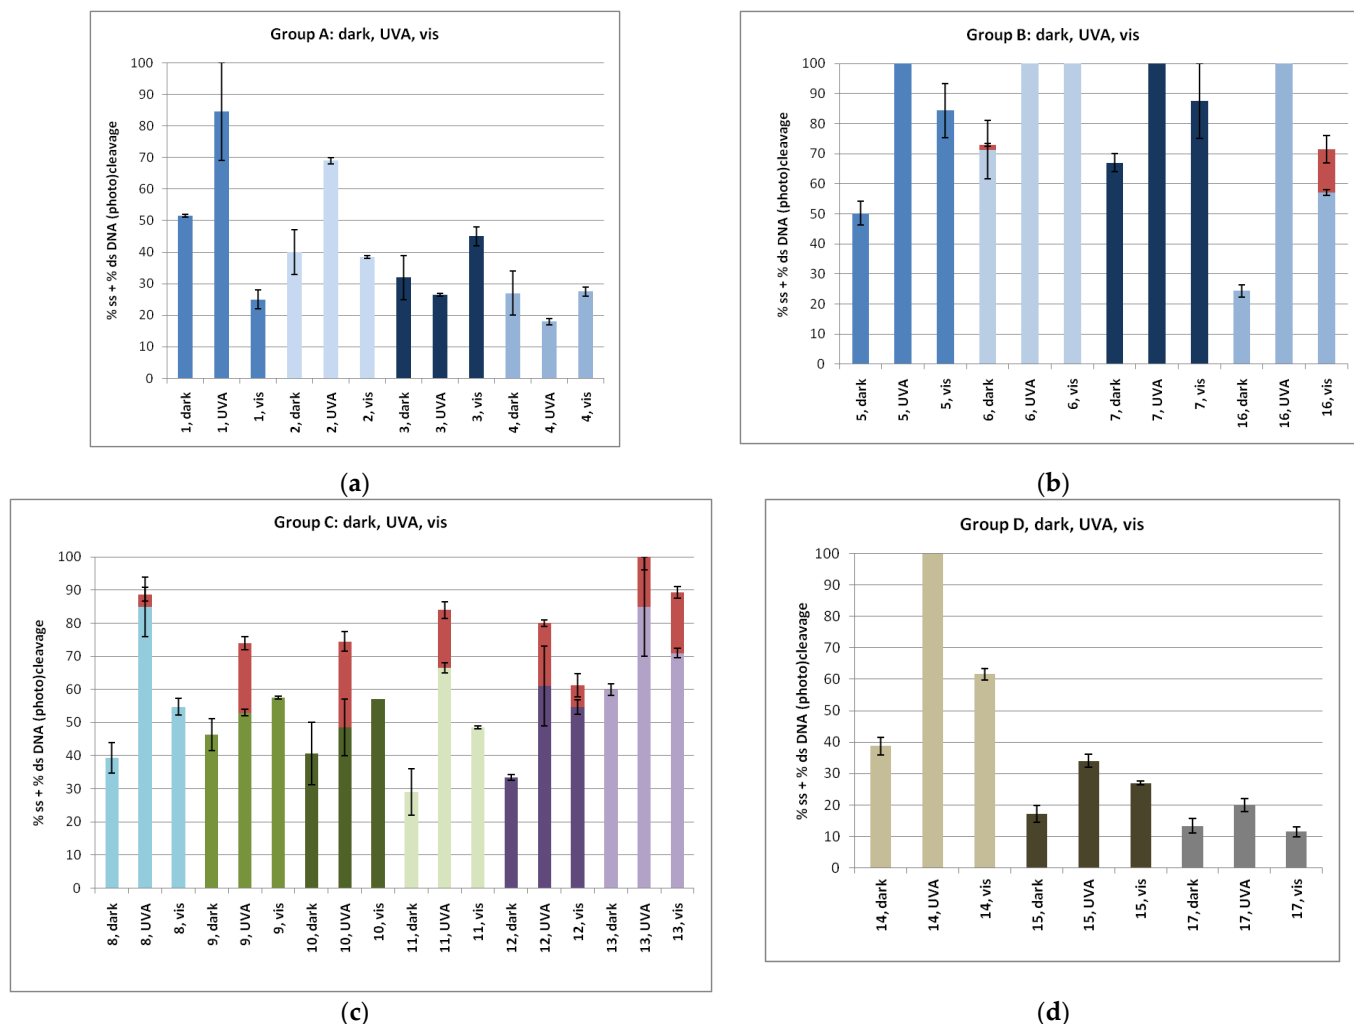 Group A: dark, UVA, vis
% ss + % ds DNA (photo)cleavage
100
90
80
70
60
50
40
30
20
10
0
1, dark
1, UVA
1, vis
2, dark
2, UVA
2, vis
3, dark
3, UVA
3, vis
4, dark
4, UVA
4, vis
(a)
Group B: dark, UVA, vis
% ss + % ds DNA (photo)cleavage
100
90
80
70
60
50
40
30
20
10
0
5, dark
5, UVA
5, vis
6, dark
6, UVA
6, vis
7, dark
7, UVA
7, vis
16, dark
16, UVA
16, vis
(b)
Group C: dark, UVA, vis
% ss + % ds DNA (photo)cleavage
100
90
80
70
60
50
40
30
20
10
0
8, dark
8, UVA
8, vis
9, dark
9, UVA
9, vis
10, dark
10, UVA
10, vis
11, dark
11, UVA
11, vis
12, dark
12, UVA
12, vis
13, dark
13, UVA
13, vis
(c)
Group D, dark, UVA, vis
% ss + % ds DNA (photo)cleavage
100
90
80
70
60
50
40
30
20
10
0
14, dark
14, UVA
14, vis
15, dark
15, UVA
15, vis
17, dark
17, UVA
17, vis
(d)